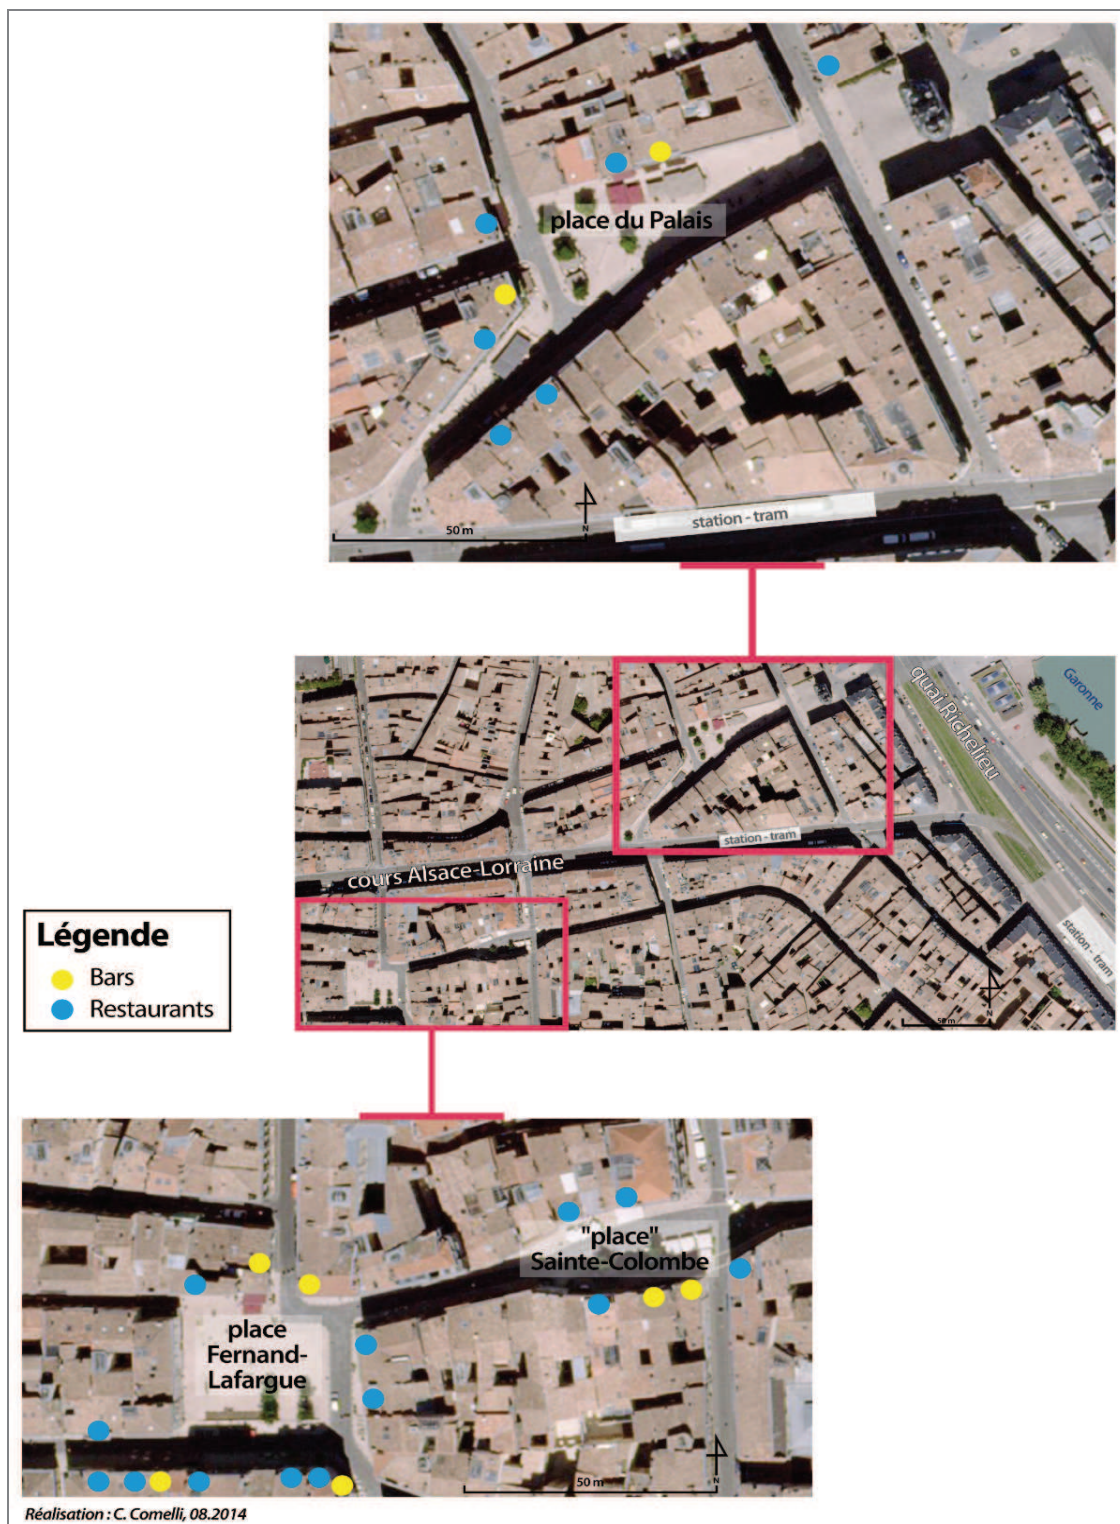 place du Palais
station - tram
50 m
N
quai Richelieu
Garonne
station - tram
cours Alsace-Lorraine
station - tram
50 m
N
Légende
Bars
Restaurants
"place"
Sainte-Colombe
place
Fernand-
Lafargue
50 m
N
Réalisation : C. Comelli, 08.2014